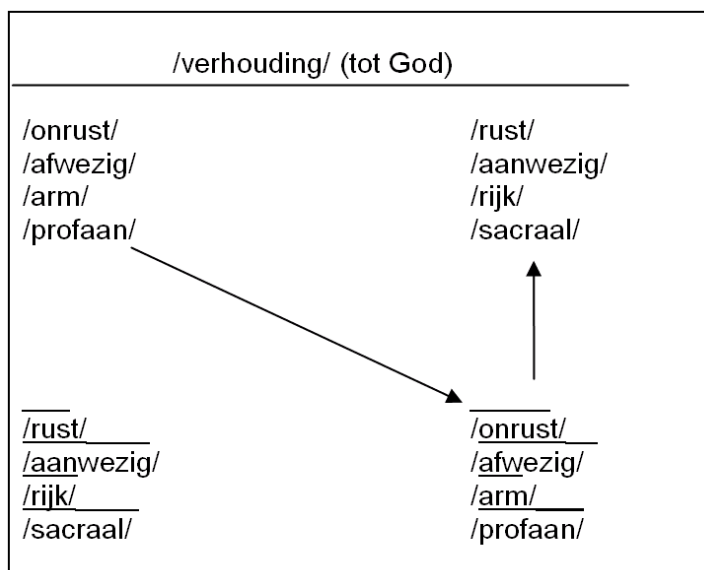 /verhouding/ (tot God)
/onrust/ /rust/
/afwezig/ /aanwezig/
/arm/ /rijk/
/profaan/ /sacraal/
/rust/ /onrust/
/aanwezig/ /afwezig/
/rijk/ /arm/
/sacraal/ /profaan/